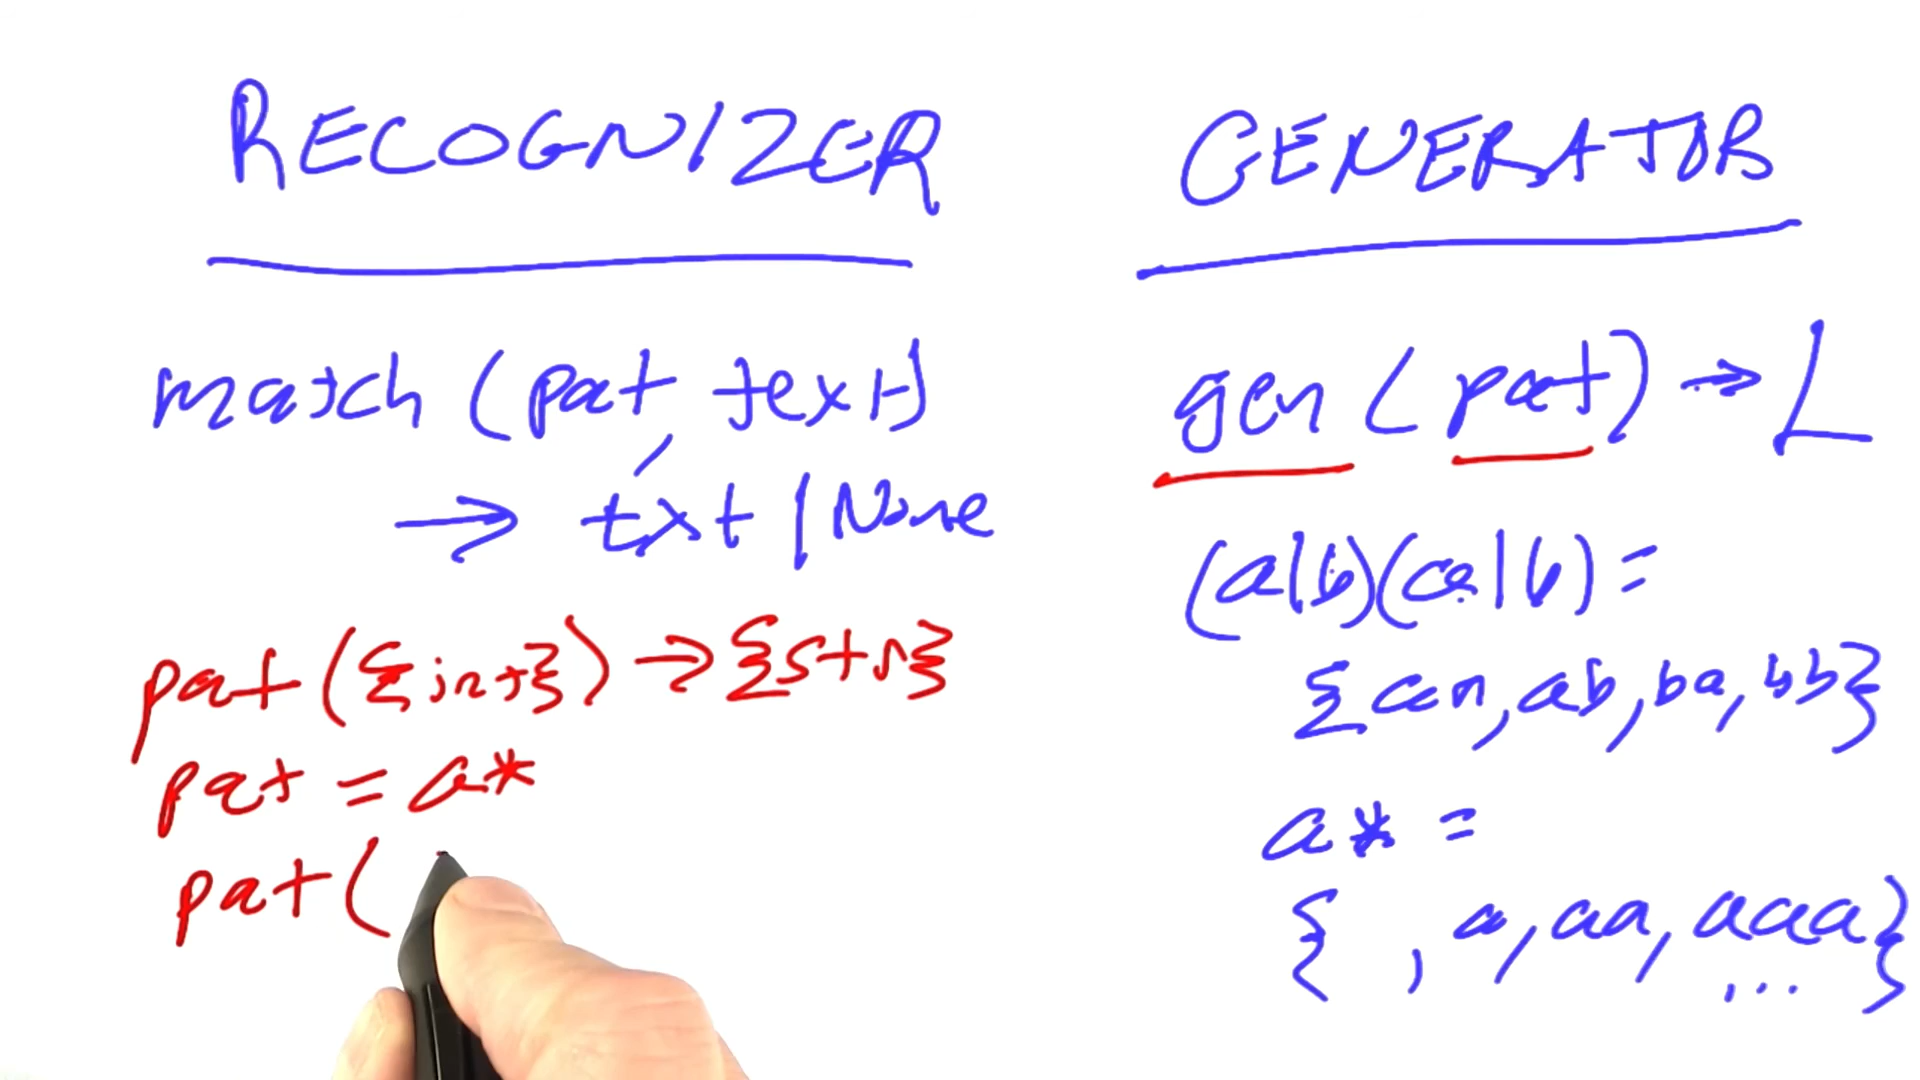 RECOGNIZER
match (pat, text)
→ txt | None
pat ({int}) → {str}
pat = a*
pat (
GENERATOR
gen (pat) → L
(a|b)(a|b) =
{aa, ab, ba, bb}
a* =
{ , a, aa, aaa, ...}